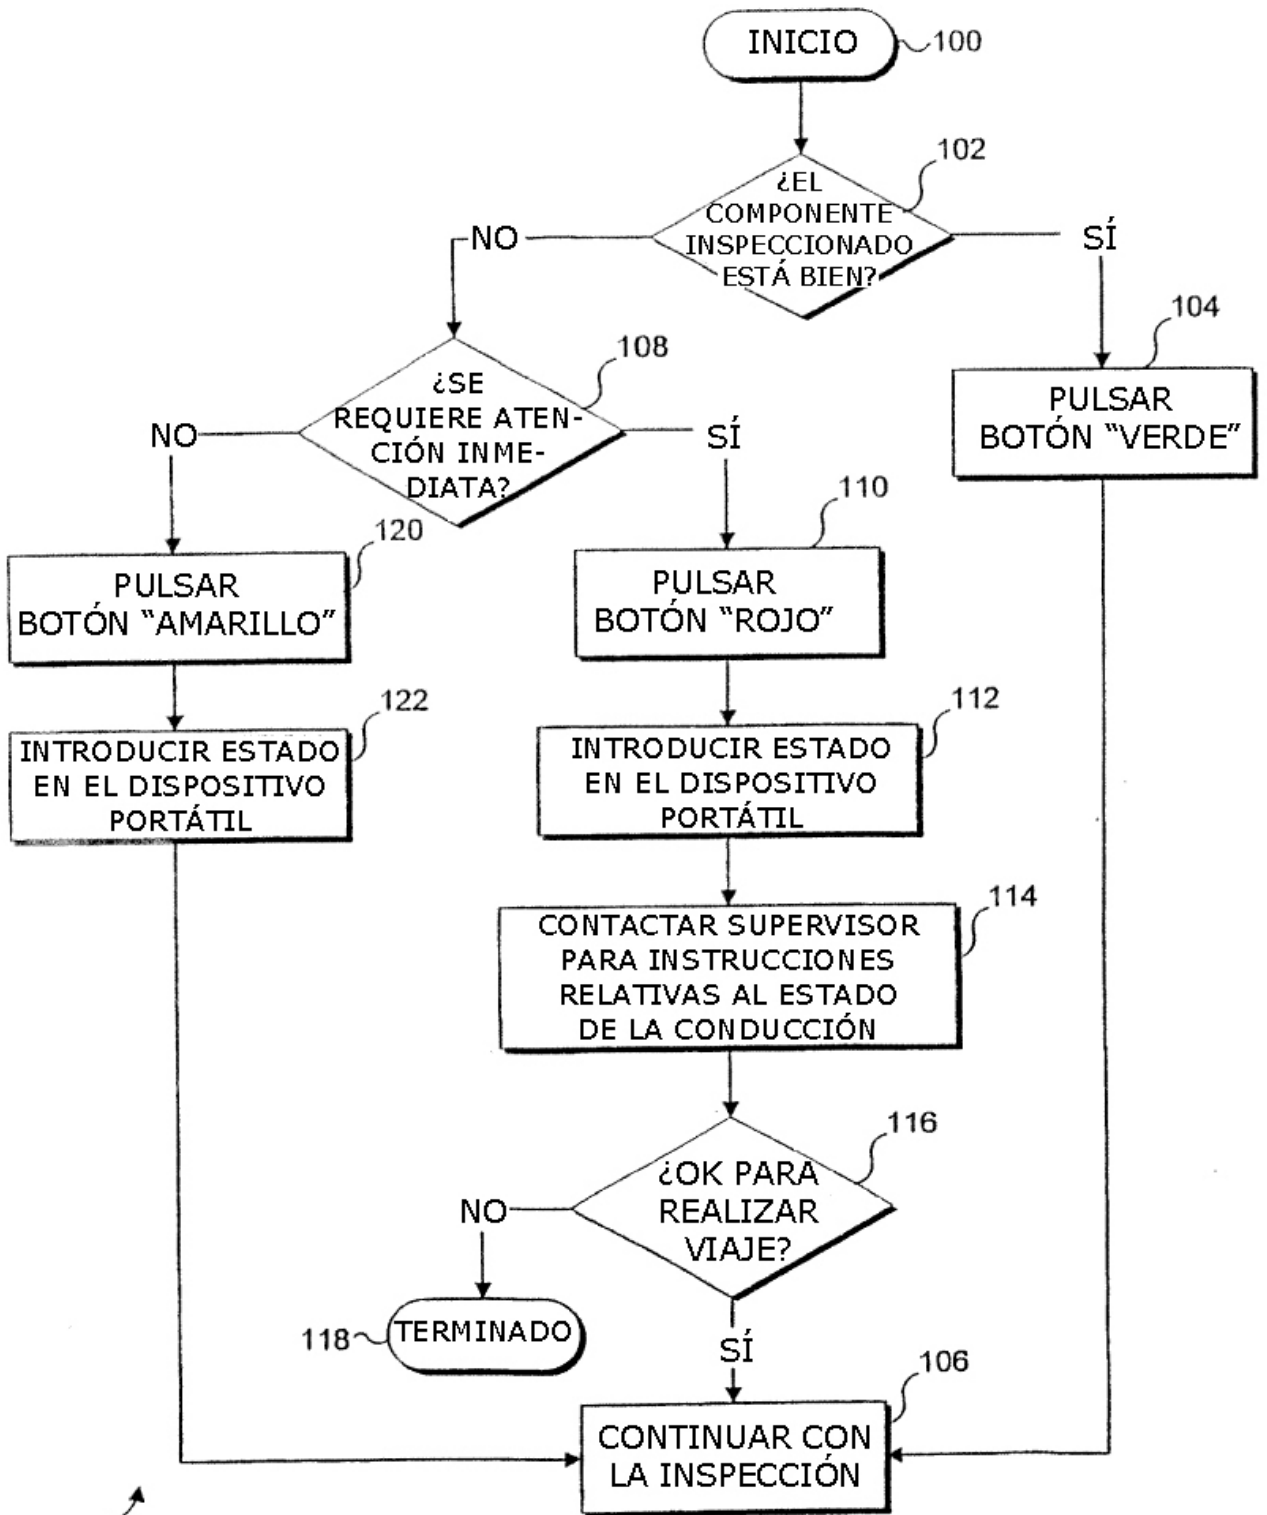 INICIO
100
102
¿EL
COMPONENTE
INSPECCIONADO
ESTÁ BIEN?
NO
SÍ
104
PULSAR
BOTÓN “VERDE”
108
¿SE
REQUIERE ATEN-
CIÓN INME-
DIATA?
NO
SÍ
120
PULSAR
BOTÓN “AMARILLO”
110
PULSAR
BOTÓN “ROJO”
122
INTRODUCIR ESTADO
EN EL DISPOSITIVO
PORTÁTIL
112
INTRODUCIR ESTADO
EN EL DISPOSITIVO
PORTÁTIL
114
CONTACTAR SUPERVISOR
PARA INSTRUCCIONES
RELATIVAS AL ESTADO
DE LA CONDUCCIÓN
116
¿OK PARA
REALIZAR
VIAJE?
NO
118
TERMINADO
SÍ
106
CONTINUAR CON
LA INSPECCIÓN